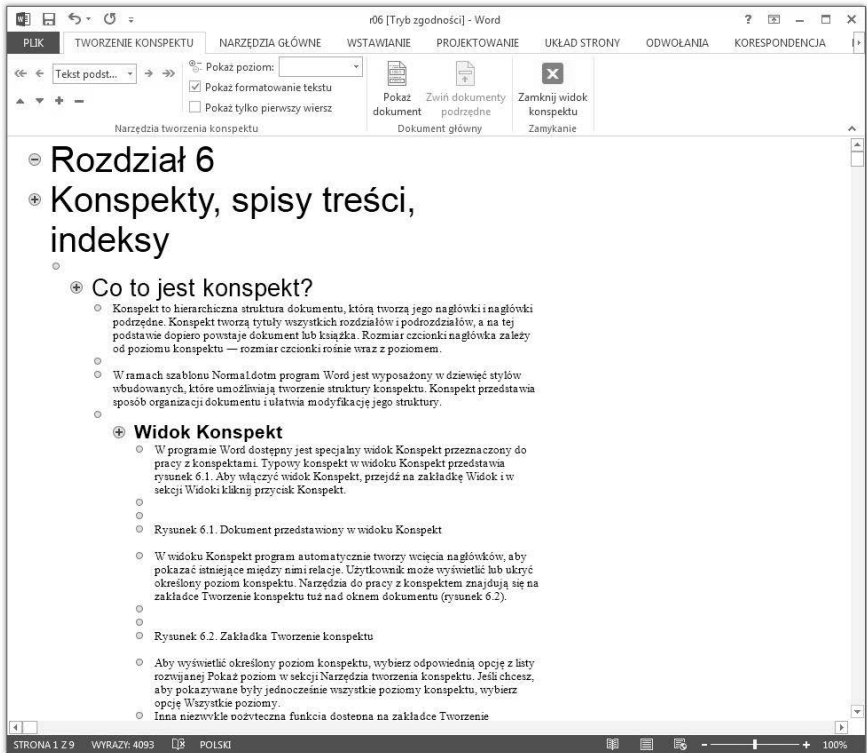 r06 [Tryb zgodności] - Word
PLIK TWORZENIE KONSPEKTU NARZĘDZIA GŁÓWNE WSTAWIANIE PROJEKTOWANIE UKŁAD STRONY ODWOŁANIA KORESPONDENCJA
Tekst podst... Pokaż poziom:
Pokaż formatowanie tekstu
Pokaż tylko pierwszy wiersz
Pokaż dokument
Zwiń dokumenty podrzędne
Zamknij widok konspektu
Narzędzia tworzenia konspektu Dokument główny Zamykanie
Rozdział 6
Konspekty, spisy treści,
indeksy
Co to jest konspekt?
Konspekt to hierarchiczna struktura dokumentu, którą tworzą jego nagłówki i nagłówki
podrzędne. Konspekt tworzą tytuły wszystkich rozdziałów i podrozdziałów, a na tej
podstawie dopiero powstaje dokument lub książka. Rozmiar czcionki nagłówka zależy
od poziomu konspektu — rozmiar czcionki rośnie wraz z poziomem.
W ramach szablonu Normal.dotm program Word jest wyposażony w dziewięć stylów
wbudowanych, które umożliwiają tworzenie struktury konspektu. Konspekt przedstawia
sposób organizacji dokumentu i ułatwia modyfikację jego struktury.
Widok Konspekt
W programie Word dostępny jest specjalny widok Konspekt przeznaczony do
pracy z konspektami. Typowy konspekt w widoku Konspekt przedstawia
rysunek 6.1. Aby włączyć widok Konspekt, przejdź na zakładkę Widok i w
sekcji Widoki kliknij przycisk Konspekt.
Rysunek 6.1. Dokument przedstawiony w widoku Konspekt
W widoku Konspekt program automatycznie tworzy wcięcia nagłówków, aby
pokazać istniejące między nimi relacje. Użytkownik może wyświetlić lub ukryć
określony poziom konspektu. Narzędzia do pracy z konspektem znajdują się na
zakładce Tworzenie konspektu tuż nad oknem dokumentu (rysunek 6.2).
Rysunek 6.2. Zakładka Tworzenie konspektu
Aby wyświetlić określony poziom konspektu, wybierz odpowiednią opcję z listy
rozwijanej Pokaż poziom w sekcji Narzędzia tworzenia konspektu. Jeśli chcesz,
aby pokazywane były jednocześnie wszystkie poziomy konspektu, wybierz
opcję Wszystkie poziomy.
Inna niezwykle pożyteczna funkcja dostępna na zakładce Tworzenie
STRONA 1 Z 9 WYRAZY: 4093 POLSKI 100%